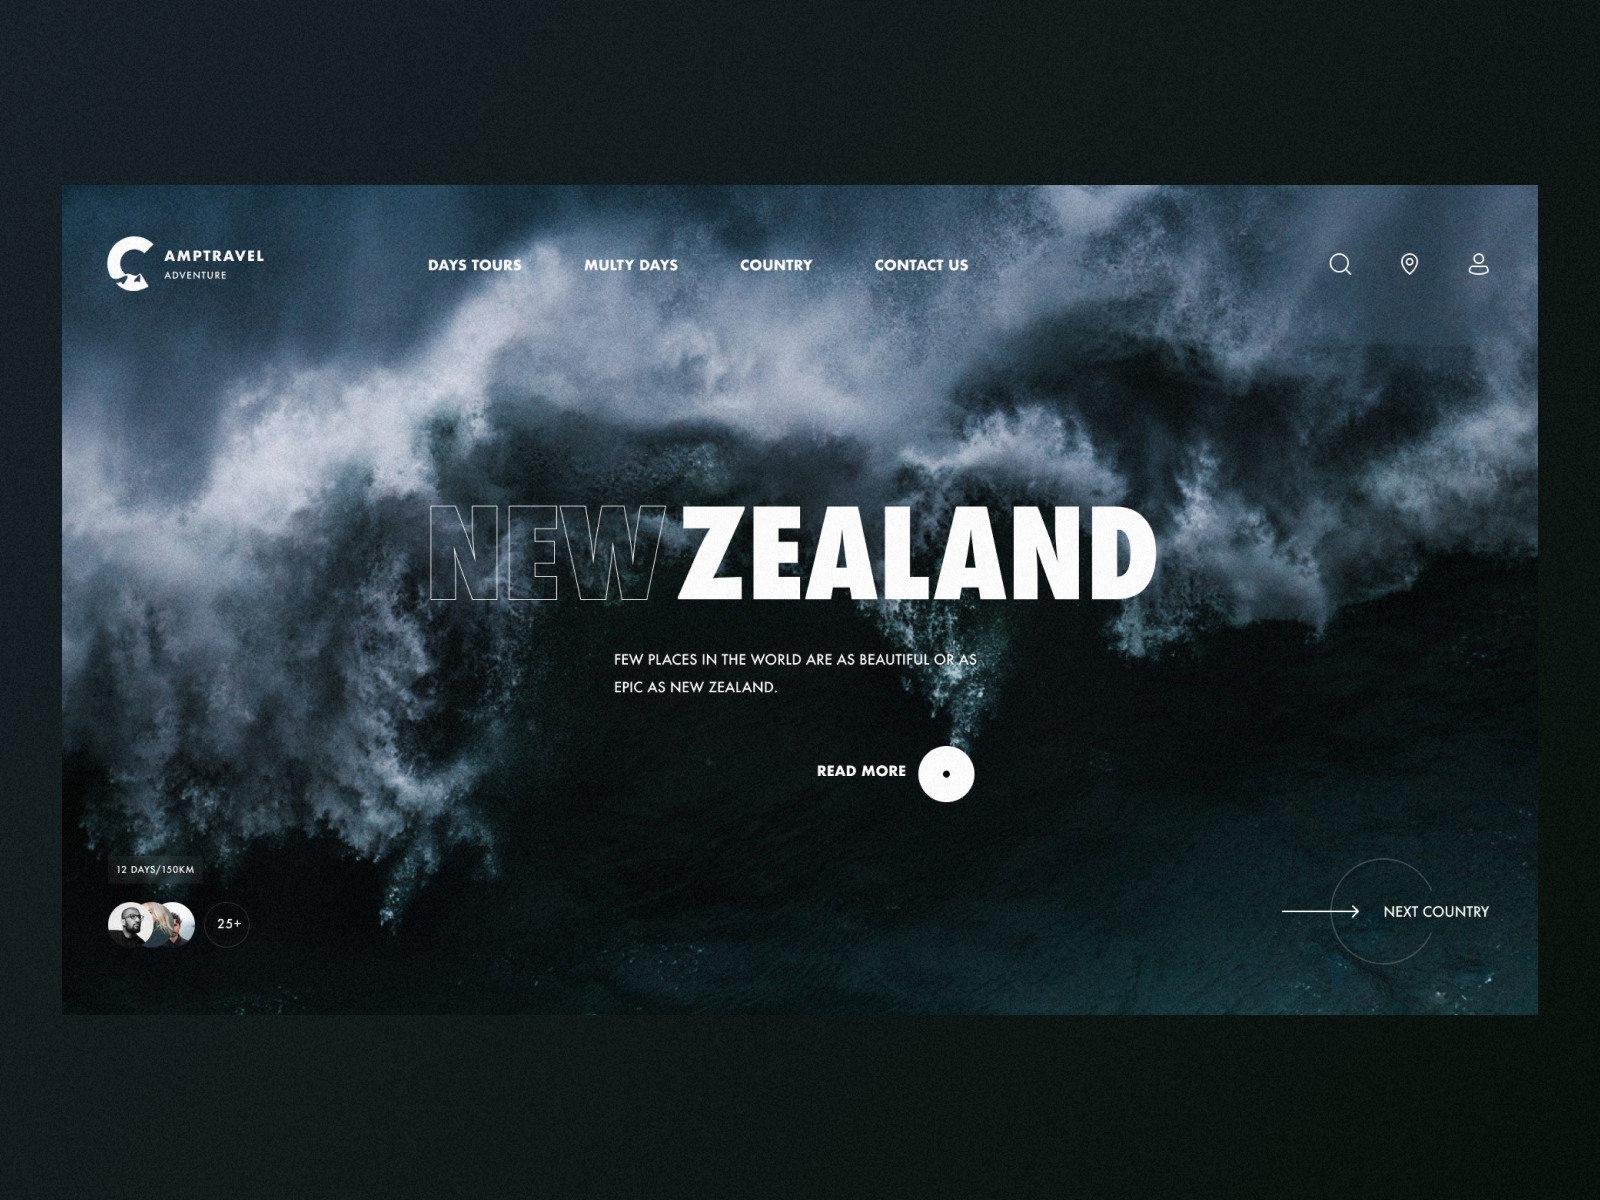 AMPTRAVEL
ADVENTURE
DAYS TOURS MULTY DAYS COUNTRY CONTACT US
NEW ZEALAND
FEW PLACES IN THE WORLD ARE AS BEAUTIFUL OR AS
EPIC AS NEW ZEALAND.
READ MORE
12 DAYS/150KM
25+
NEXT COUNTRY